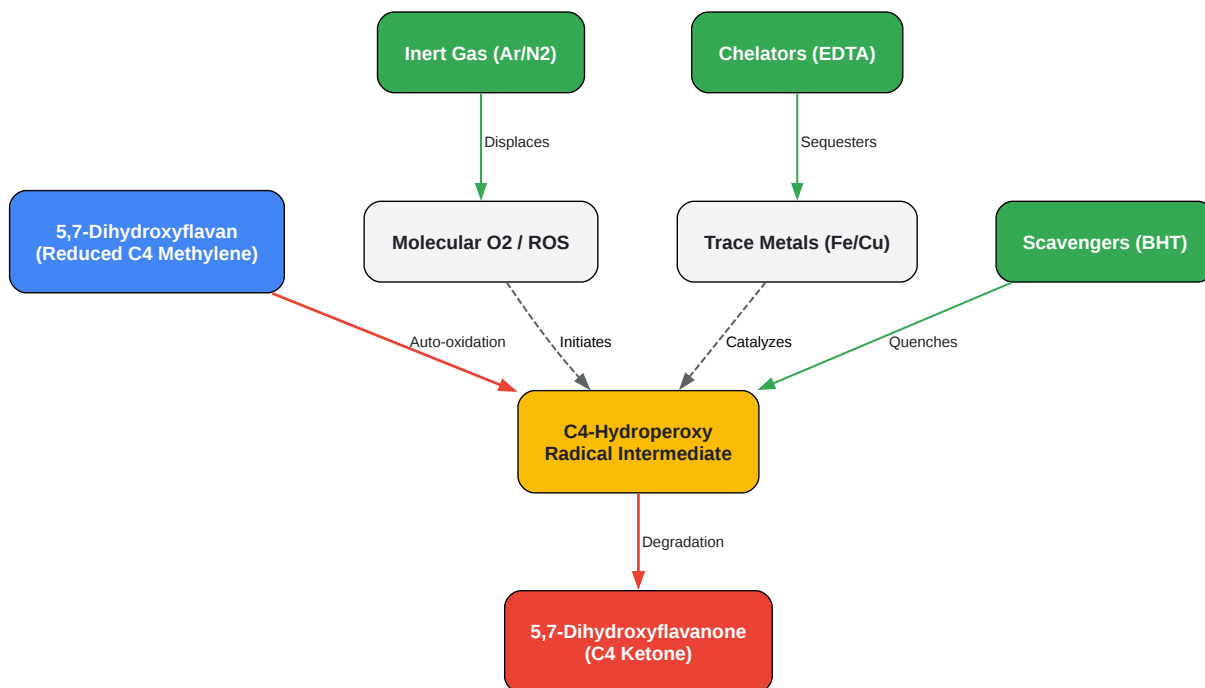 Inert Gas (Ar/N2)
Chelators (EDTA)
Displaces
Sequesters
5,7-Dihydroxyflavan
(Reduced C4 Methylene)
Molecular O2 / ROS
Trace Metals (Fe/Cu)
Scavengers (BHT)
Auto-oxidation
Initiates
Catalyzes
Quenches
C4-Hydroperoxy
Radical Intermediate
Degradation
5,7-Dihydroxyflavanone
(C4 Ketone)